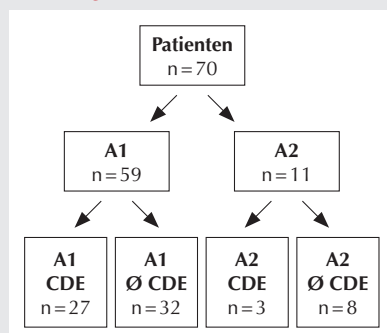 Patienten
n=70
A1
n=59
A2
n=11
A1
CDE
n=27
A1
Ø CDE
n=32
A2
CDE
n=3
A2
Ø CDE
n=8